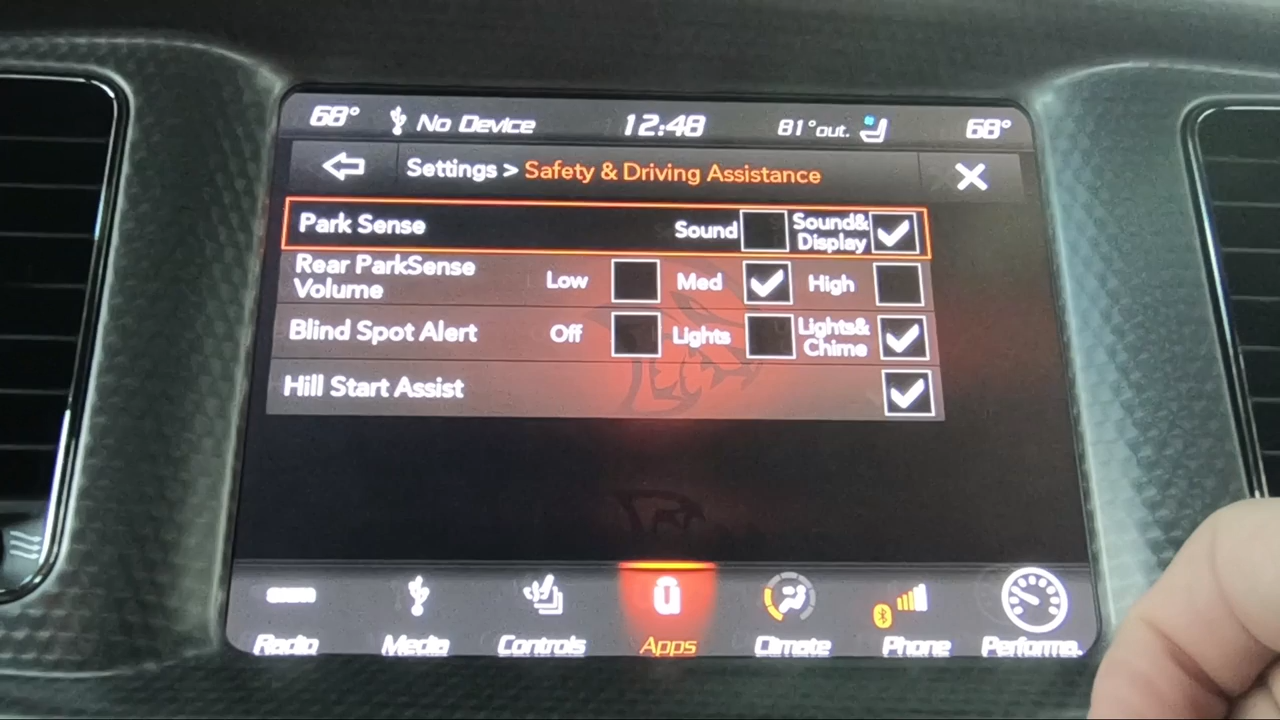 68° No Device 12:48 81°out. 68°
Settings > Safety & Driving Assistance
Park Sense Sound Sound&
Display
Rear ParkSense
Volume Low Med High
Blind Spot Alert Off Lights Lights&
Chime
Hill Start Assist
Radio Media Controls Apps Climate Phone Performa..